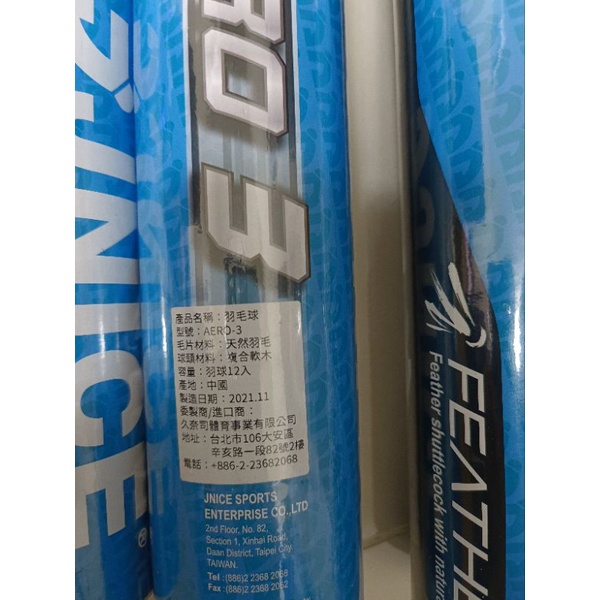 JNICE
®
RO 3
產品名稱：羽毛球
型號：AERO-3
毛片材料：天然羽毛
球頭材料：複合軟木
容量：羽球12入
產地：中國
製造日期：2021.11
委製商/進口商：
久奈司體育事業有限公司
地址：台北市106大安區
辛亥路一段82號2樓
電話：+886-2-23682068
JNICE SPORTS
ENTERPRISE CO.,LTD
2nd Floor, No. 82,
Section 1, Xinhai Road,
Daan District, Taipei City
TAIWAN.
Tel :(886)2 2368 2068
Fax :(886)2 2368 2062
FEATHE
Feather shuttlecock with natur